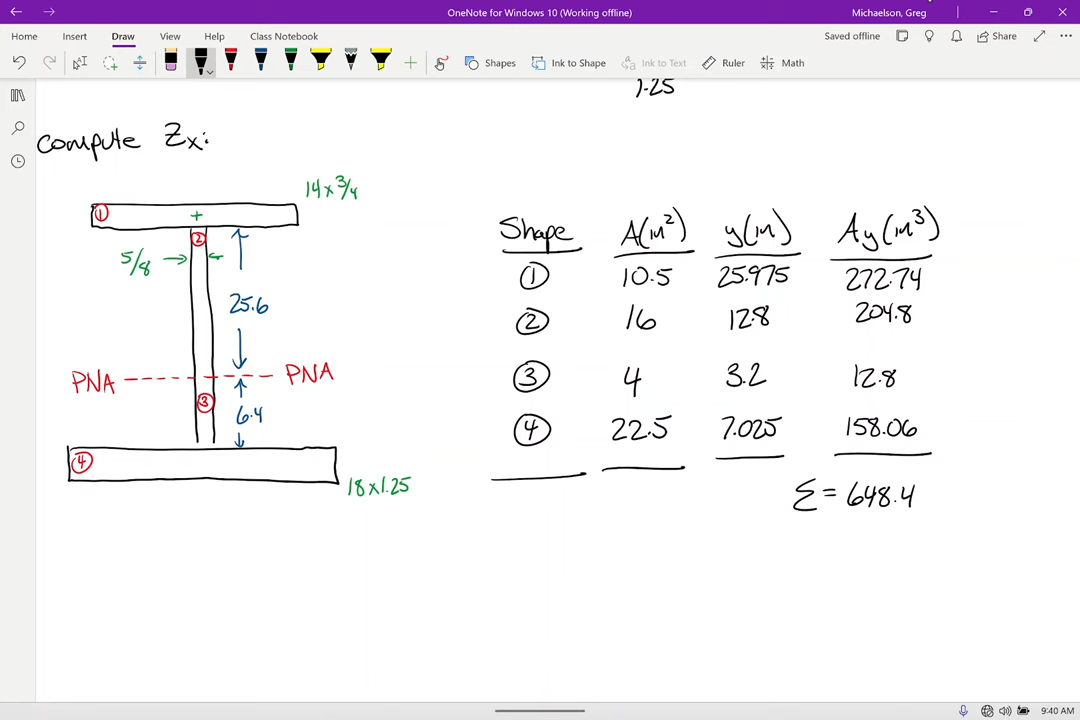 OneNote for Windows 10 (Working offline)
Michaelson, Greg
Home Insert Draw View Help Class Notebook
Saved offline
Share
Shapes Ink to Shape Ink to Text Ruler Math
1.25
Compute Zx:
14 x 3/4
①
+
②
5/8
25.6
PNA PNA
③
6.4
④
18 x 1.25
Shape A(in²) y(in) Ay(in³)
① 10.5 25.975 272.74
② 16 12.8 204.8
③ 4 3.2 12.8
④ 22.5 7.025 158.06
Σ = 648.4
9:40 AM